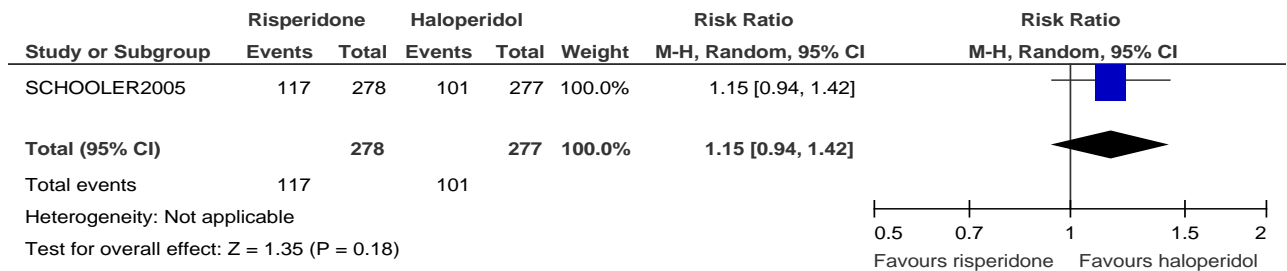 Risperidone Haloperidol Risk Ratio Risk Ratio
Study or Subgroup Events Total Events Total Weight M-H, Random, 95% CI M-H, Random, 95% CI
SCHOOLER2005 117 278 101 277 100.0% 1.15 [0.94, 1.42]
Total (95% CI) 278 277 100.0% 1.15 [0.94, 1.42]
Total events 117 101
Heterogeneity: Not applicable
Test for overall effect: Z = 1.35 (P = 0.18)
0.5 0.7 1 1.5 2
Favours risperidone Favours haloperidol